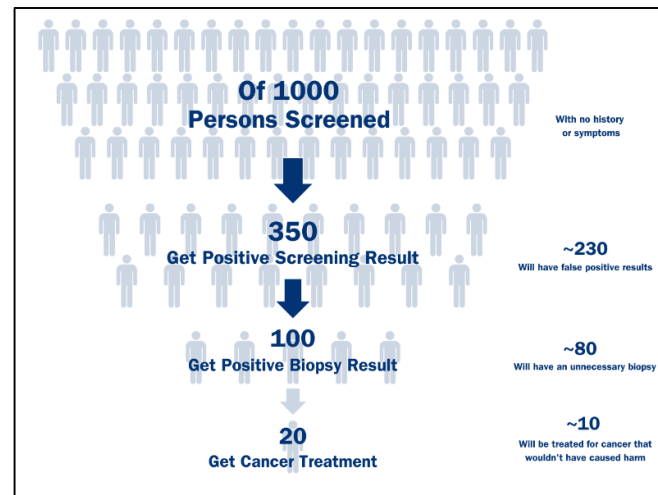 Of 1000
Persons Screened
With no history
or symptoms
350
Get Positive Screening Result
~230
Will have false positive results
100
Get Positive Biopsy Result
~80
Will have an unnecessary biopsy
20
Get Cancer Treatment
~10
Will be treated for cancer that
wouldn't have caused harm